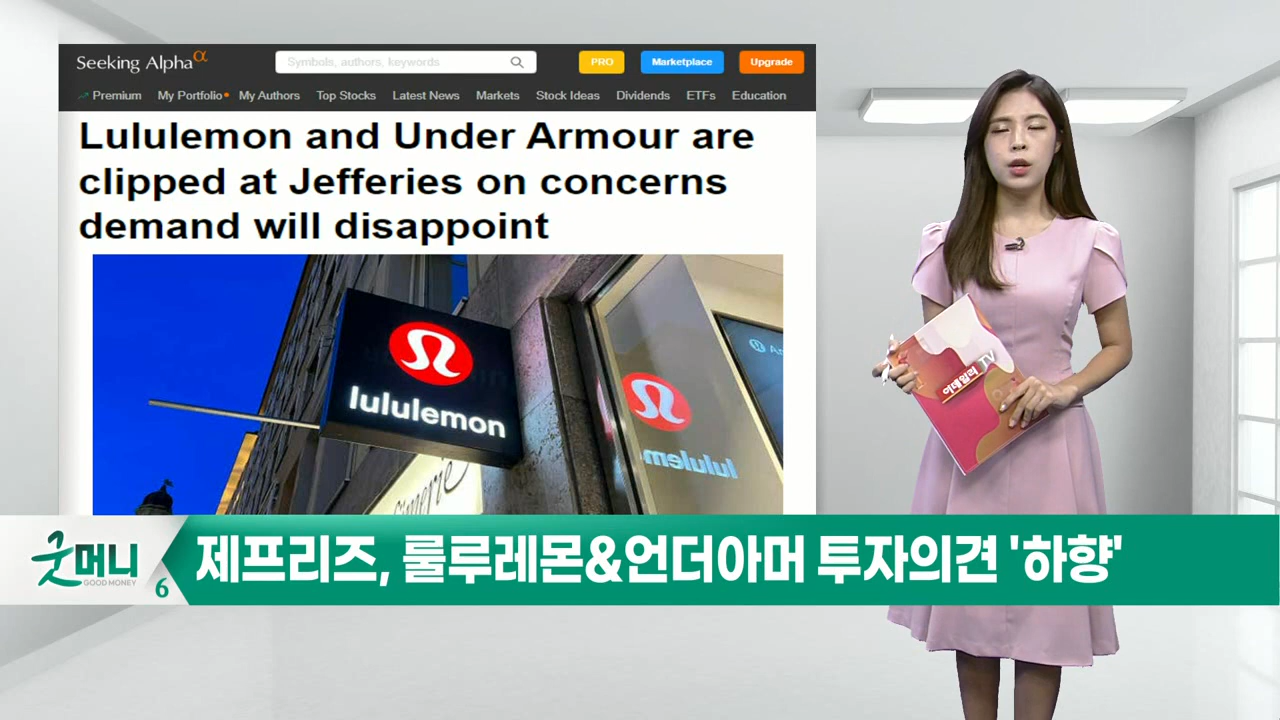 Seeking Alpha α
Symbols, authors, keywords
PRO
Marketplace
Upgrade
Premium My Portfolio My Authors Top Stocks Latest News Markets Stock Ideas Dividends ETFs Education
Lululemon and Under Armour are
clipped at Jefferies on concerns
demand will disappoint
lululemon
lululemon
이데일리 TV
굿머니
GOOD MONEY
6
제프리즈, 룰루레몬&언더아머 투자의견 '하향'